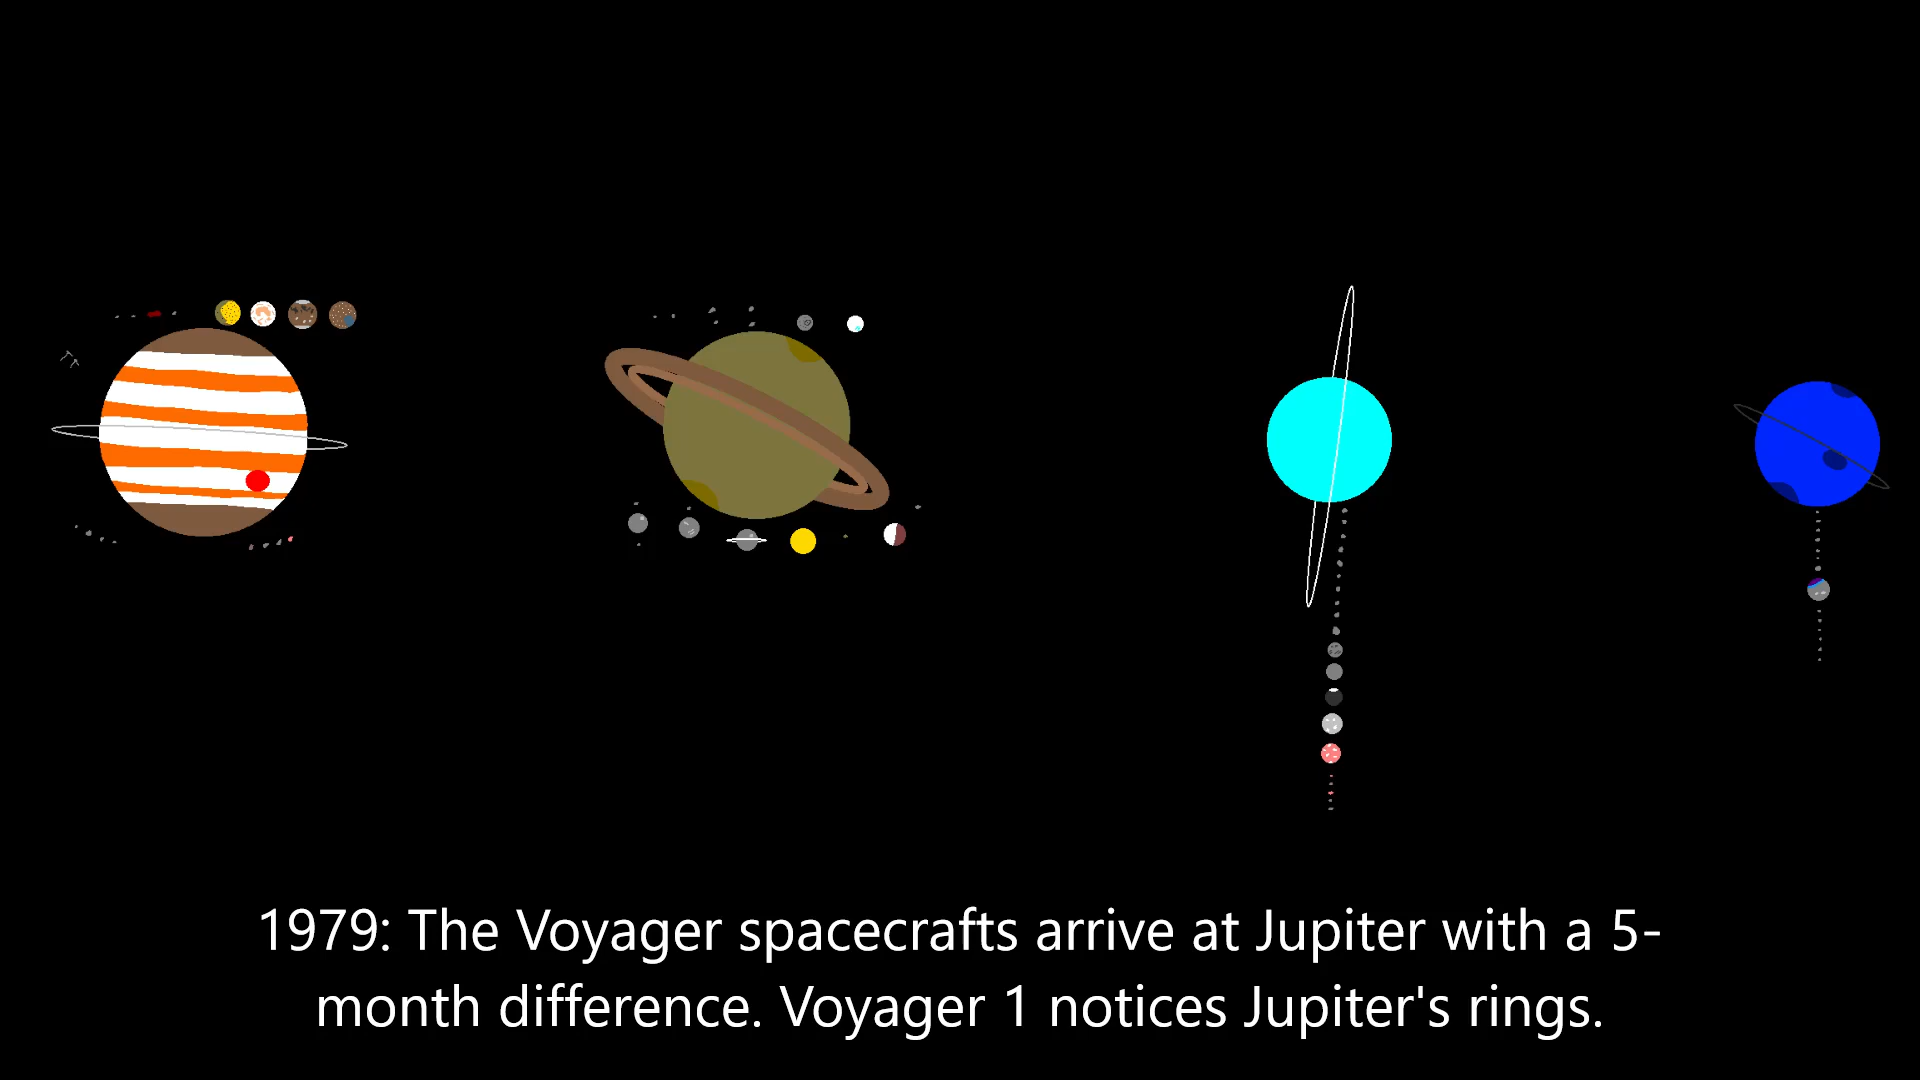 1979: The Voyager spacecrafts arrive at Jupiter with a 5-
month difference. Voyager 1 notices Jupiter's rings.